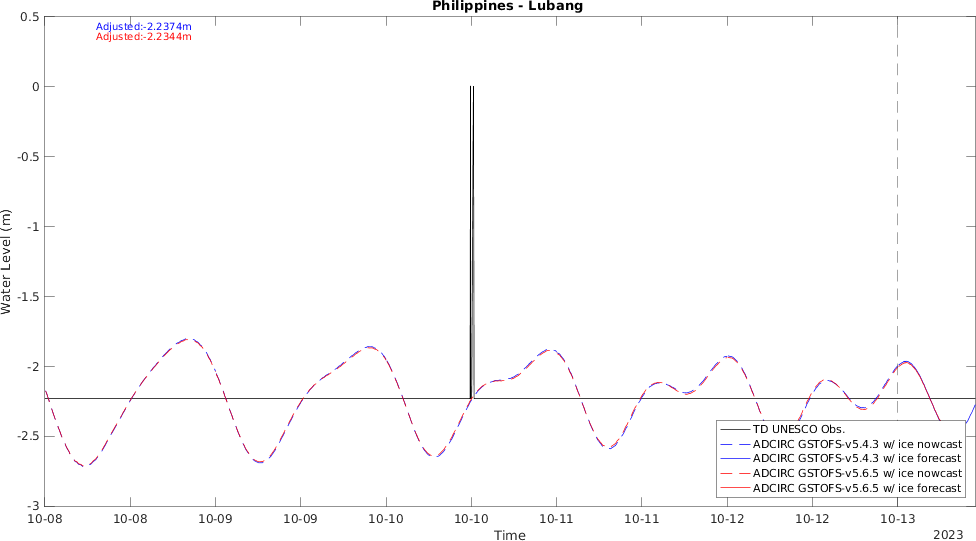 Philippines - Lubang
Adjusted:-2.2374m
Adjusted:-2.2344m
0.5
0
-0.5
-1
-1.5
-2
-2.5
-3
Water Level (m)
TD UNESCO Obs.
ADCIRC GSTOFS-v5.4.3 w/ ice nowcast
ADCIRC GSTOFS-v5.4.3 w/ ice forecast
ADCIRC GSTOFS-v5.6.5 w/ ice nowcast
ADCIRC GSTOFS-v5.6.5 w/ ice forecast
10-08 10-08 10-09 10-09 10-10 10-10 10-11 10-11 10-12 10-12 10-13
Time
2023